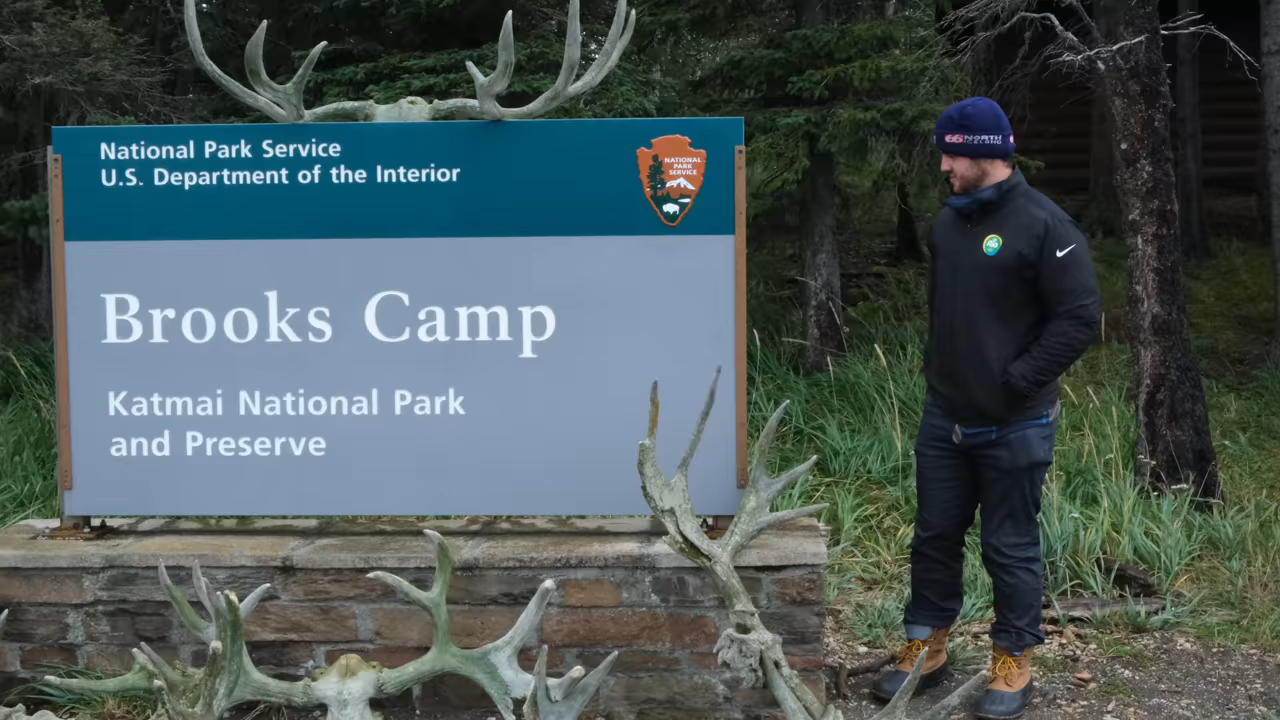 National Park Service
U.S. Department of the Interior
NATIONAL
PARK
SERVICE
Brooks Camp
Katmai National Park
and Preserve
66°NORTH
ICELAND